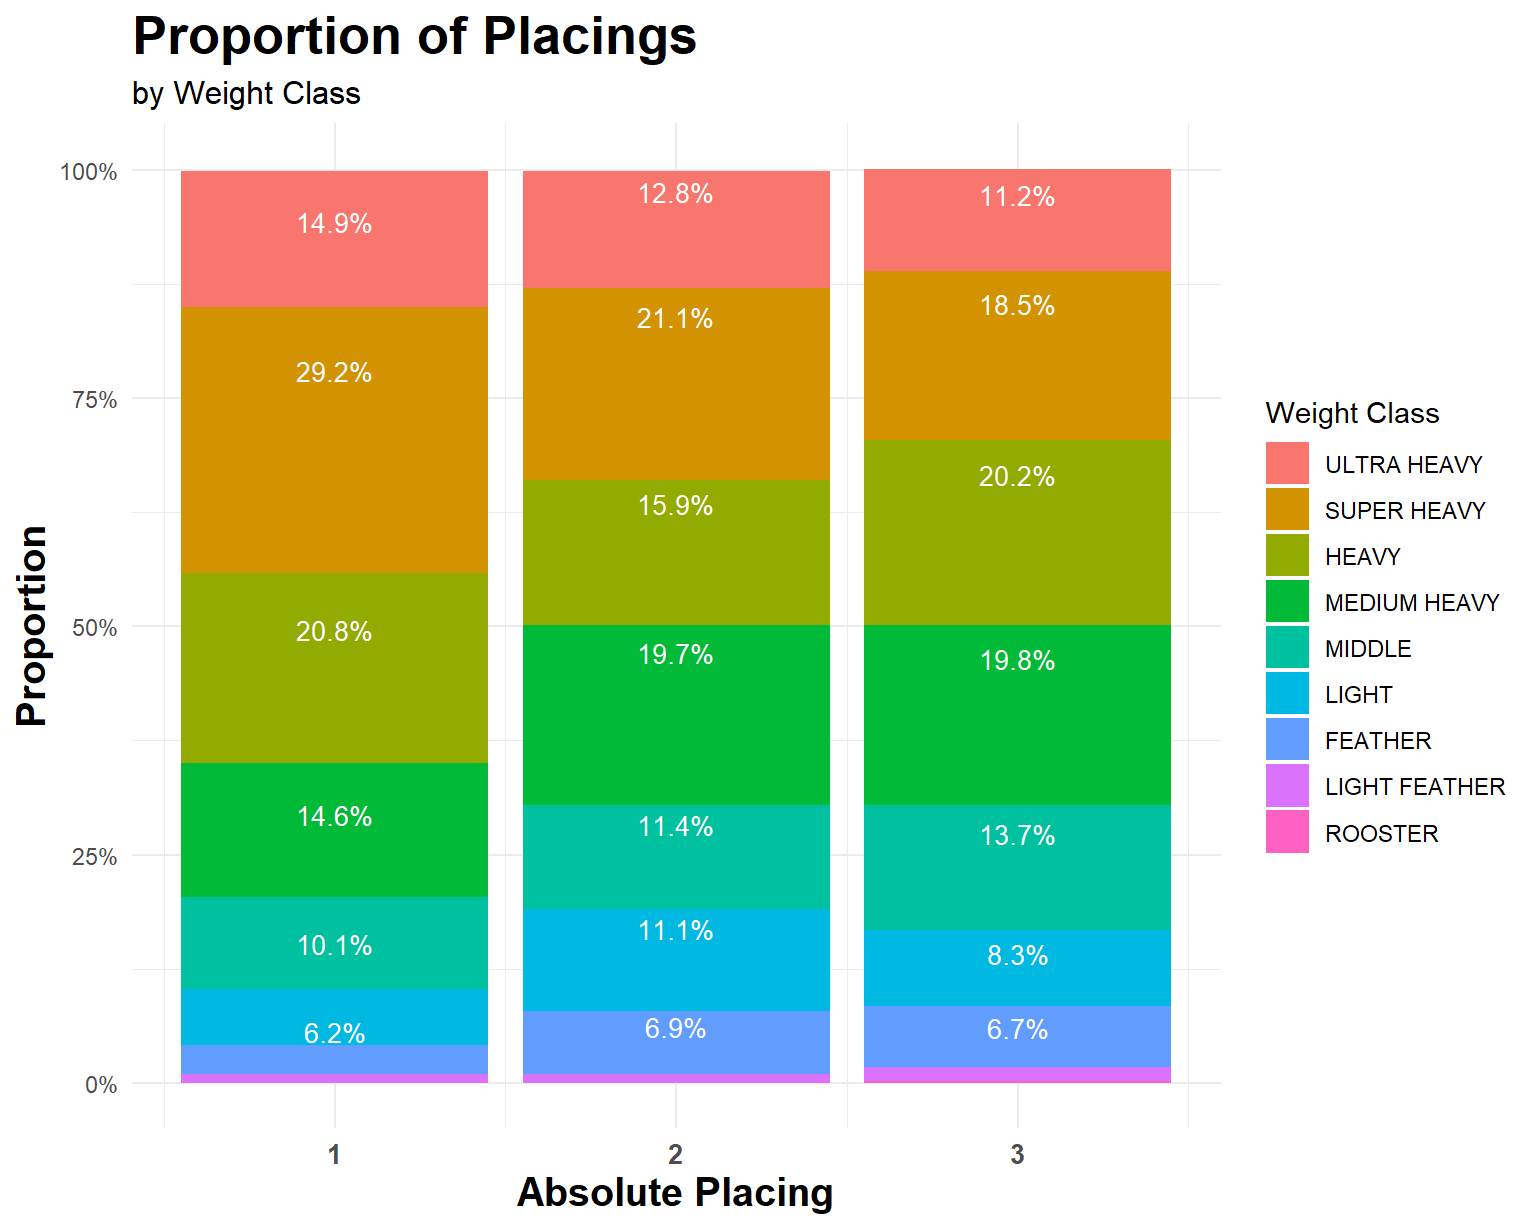 Proportion of Placings
by Weight Class
Proportion
100%
75%
50%
25%
0%
14.9%
29.2%
20.8%
14.6%
10.1%
6.2%
12.8%
21.1%
15.9%
19.7%
11.4%
11.1%
6.9%
11.2%
18.5%
20.2%
19.8%
13.7%
8.3%
6.7%
1
2
3
Absolute Placing
Weight Class
ULTRA HEAVY
SUPER HEAVY
HEAVY
MEDIUM HEAVY
MIDDLE
LIGHT
FEATHER
LIGHT FEATHER
ROOSTER